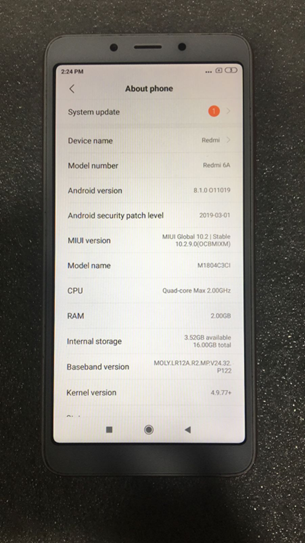 2:24 PM
About phone
System update
Device name Redmi
Model number Redmi 6A
Android version 8.1.0 O11019
Android security patch level 2019-03-01
MIUI version MIUI Global 10.2 | Stable
10.2.9.0(OCBMIXM)
Model name M1804C3CI
CPU Quad-core Max 2.00GHz
RAM 2.00GB
Internal storage 3.52GB available
16.00GB total
Baseband version MOLY.LR12A.R2.MP.V24.32.
P122
Kernel version 4.9.77+